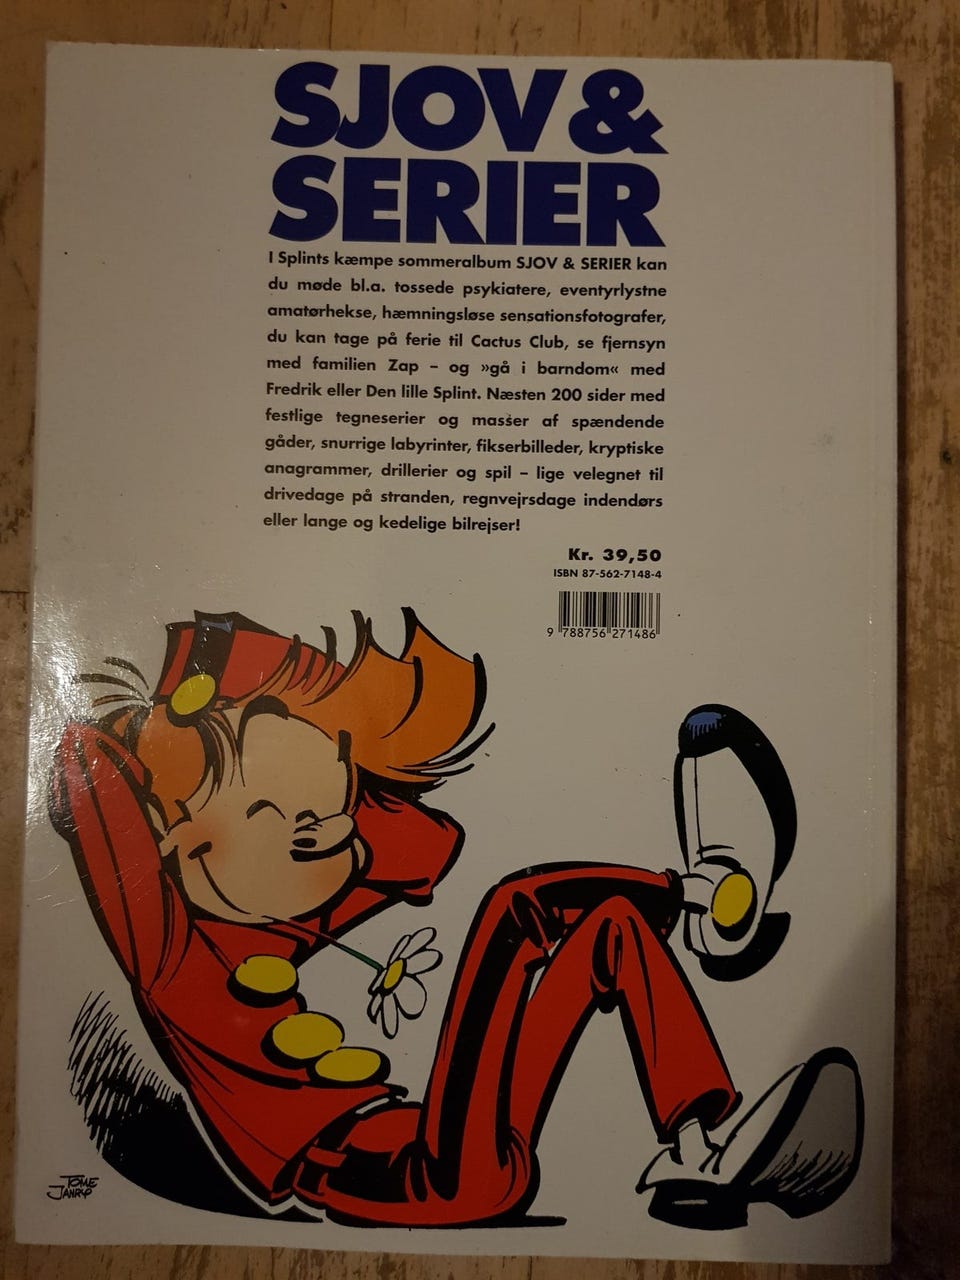 SJOV &
SERIER
I Splints kæmpe sommeralbum SJOV & SERIER kan
du møde bl.a. tossede psykiatere, eventyrlystne
amatørhekse, hæmningsløse sensationsfotografer,
du kan tage på ferie til Cactus Club, se fjernsyn
med familien Zap – og »gå i barndom« med
Fredrik eller Den lille Splint. Næsten 200 sider med
festlige tegneserier og masser af spændende
gåder, snurrige labyrinter, fikserbilleder, kryptiske
anagrammer, drillerier og spil – lige velegnet til
drivedage på stranden, regnvejrsdage indendørs
eller lange og kedelige bilrejser!
Kr. 39,50
ISBN 87-562-7148-4
9 788756 271486
TOME
JANRY